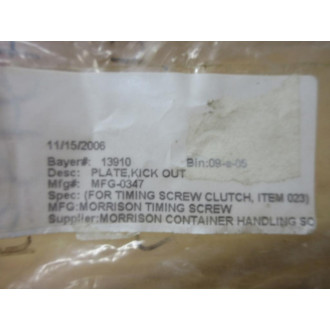 11/15/2006
Bayer#: 13910 Bin:09-e-05
Desc: PLATE,KICK OUT
Mfg#: MFG-0347
Spec: (FOR TIMING SCREW CLUTCH, ITEM 023)
MFG:MORRISON TIMING SCREW
Supplier:MORRISON CONTAINER HANDLING SO